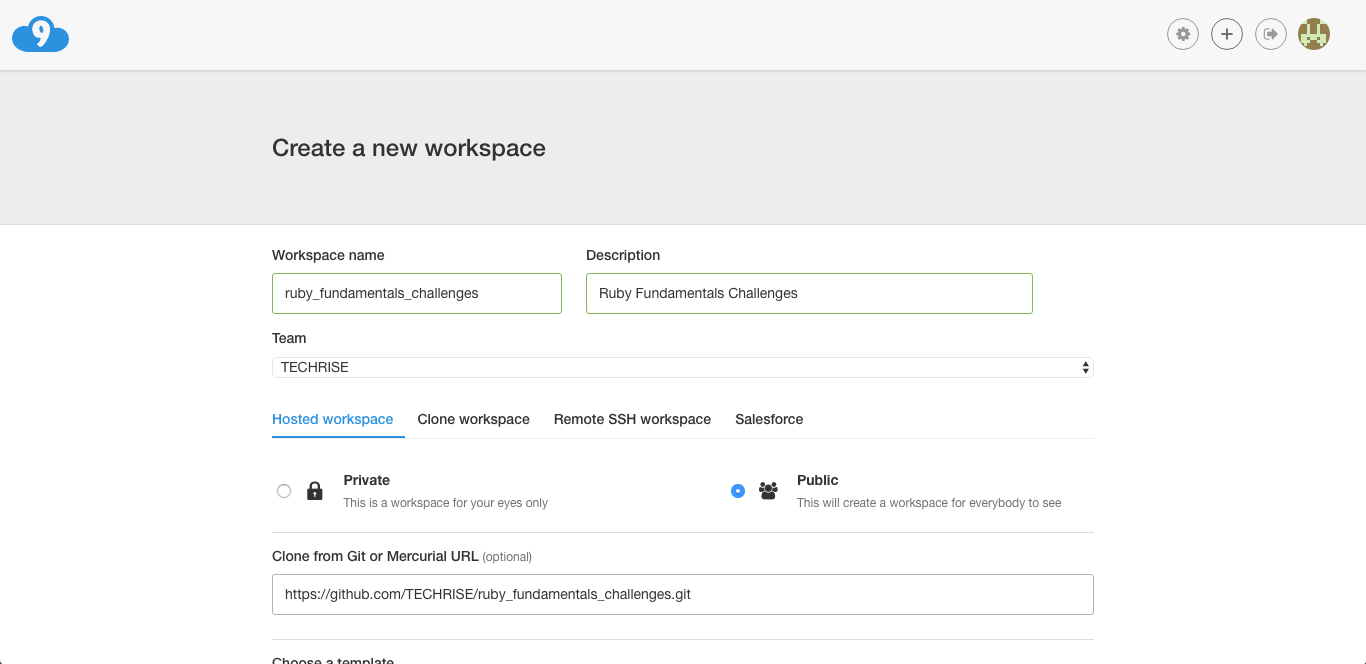 9
Create a new workspace
Workspace name
Description
ruby_fundamentals_challenges
Ruby Fundamentals Challenges
Team
TECHRISE
Hosted workspace
Clone workspace
Remote SSH workspace
Salesforce
Private
This is a workspace for your eyes only
Public
This will create a workspace for everybody to see
Clone from Git or Mercurial URL (optional)
https://github.com/TECHRISE/ruby_fundamentals_challenges.git
Choose a template